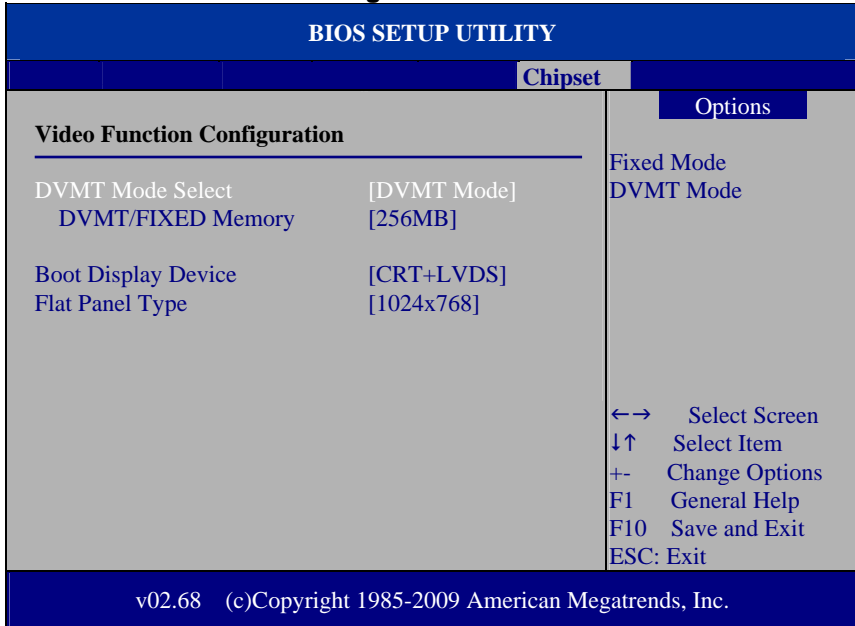 BIOS SETUP UTILITY
Chipset
Video Function Configuration
DVMT Mode Select [DVMT Mode]
DVMT/FIXED Memory [256MB]
Boot Display Device [CRT+LVDS]
Flat Panel Type [1024x768]
Options
Fixed Mode
DVMT Mode
←→ Select Screen
↓↑ Select Item
+- Change Options
F1 General Help
F10 Save and Exit
ESC: Exit
v02.68 (c)Copyright 1985-2009 American Megatrends, Inc.